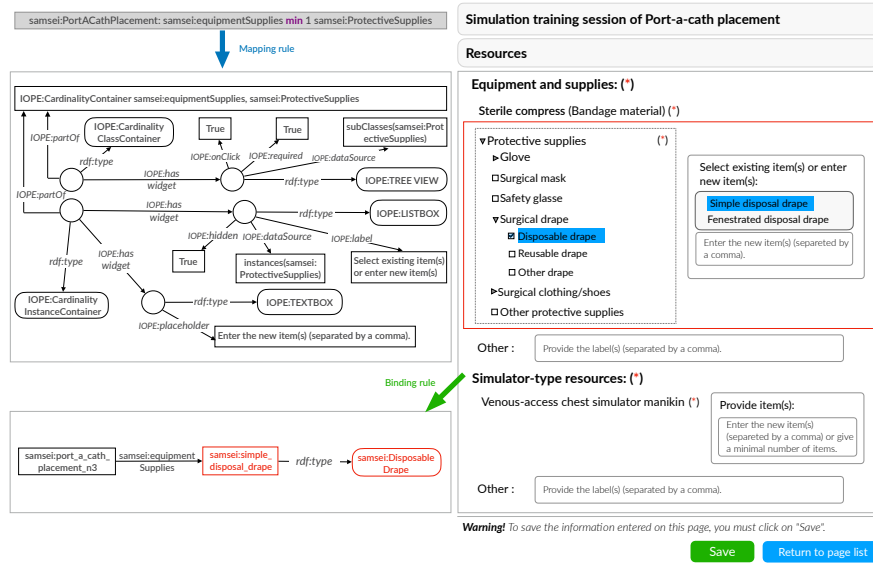 samsei:PortACathPlacement: samsei:equipmentSupplies min 1 samsei:ProtectiveSupplies
Mapping rule
IOPE:CardinalityContainer samsei:equipmentSupplies, samsei:ProtectiveSupplies
IOPE:partOf
IOPE:Cardinality
ClassContainer
rdf:type
True
IOPE:onClick
True
IOPE:required
subClasses(samsei:Prot
ectiveSupplies)
IOPE:dataSource
IOPE:has
widget
rdf:type
IOPE:TREE VIEW
IOPE:partOf
IOPE:has
widget
rdf:type
IOPE:LISTBOX
IOPE:hidden
IOPE:dataSource
IOPE:label
True
instances(samsei:
ProtectiveSupplies)
Select existing item(s)
or enter new item(s)
rdf:type
IOPE:has
widget
IOPE:Cardinality
InstanceContainer
rdf:type
IOPE:TEXTBOX
IOPE:placeholder
Enter the new item(s) (separated by a comma).
Binding rule
samsei:port_a_cath_
placement_n3
samsei:equipment
Supplies
samsei:simple_
disposal_drape
rdf:type
samsei:Disposable
Drape
Simulation training session of Port-a-cath placement
Resources
Equipment and supplies: (*)
Sterile compress (Bandage material) (*)
Protective supplies (*)
Glove
Surgical mask
Safety glasse
Surgical drape
Disposable drape
Reusable drape
Other drape
Surgical clothing/shoes
Other protective supplies
Select existing item(s) or enter
new item(s):
Simple disposal drape
Fenestrated disposal drape
Enter the new item(s) (separeted by
a comma).
Other : Provide the label(s) (separated by a comma).
Simulator-type resources: (*)
Venous-access chest simulator manikin (*)
Provide item(s):
Enter the new item(s)
(separated by a comma) or give
a minimal number of items.
Other : Provide the label(s) (separated by a comma).
Warning! To save the information entered on this page, you must click on "Save".
Save
Return to page list